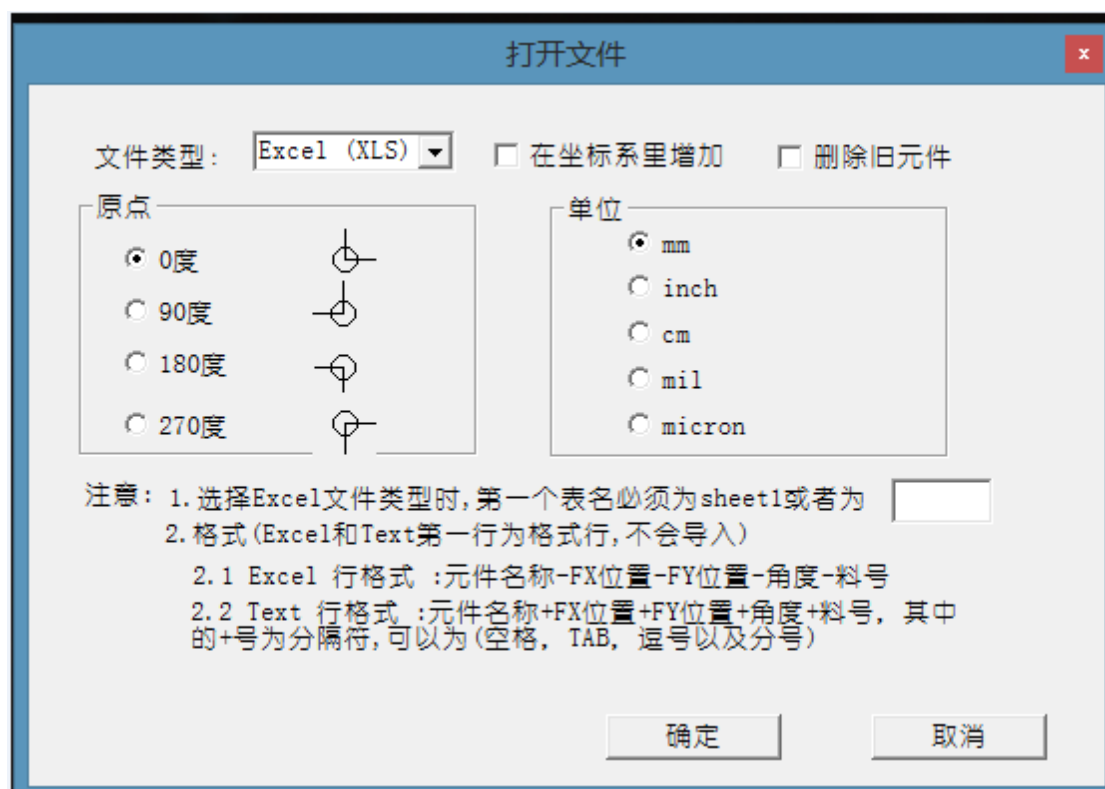 打开文件
x
文件类型: Excel (XLS) 在坐标系里增加 删除旧元件
原点
0度
90度
180度
270度
单位
mm
inch
cm
mil
micron
注意: 1.选择Excel文件类型时,第一个表名必须为sheet1或者为
2.格式(Excel和Text第一行为格式行,不会导入)
2.1 Excel 行格式 :元件名称-FX位置-FY位置-角度-料号
2.2 Text 行格式 :元件名称+FX位置+FY位置+角度+料号, 其中
的+号为分隔符,可以为(空格, TAB, 逗号以及分号)
确定 取消